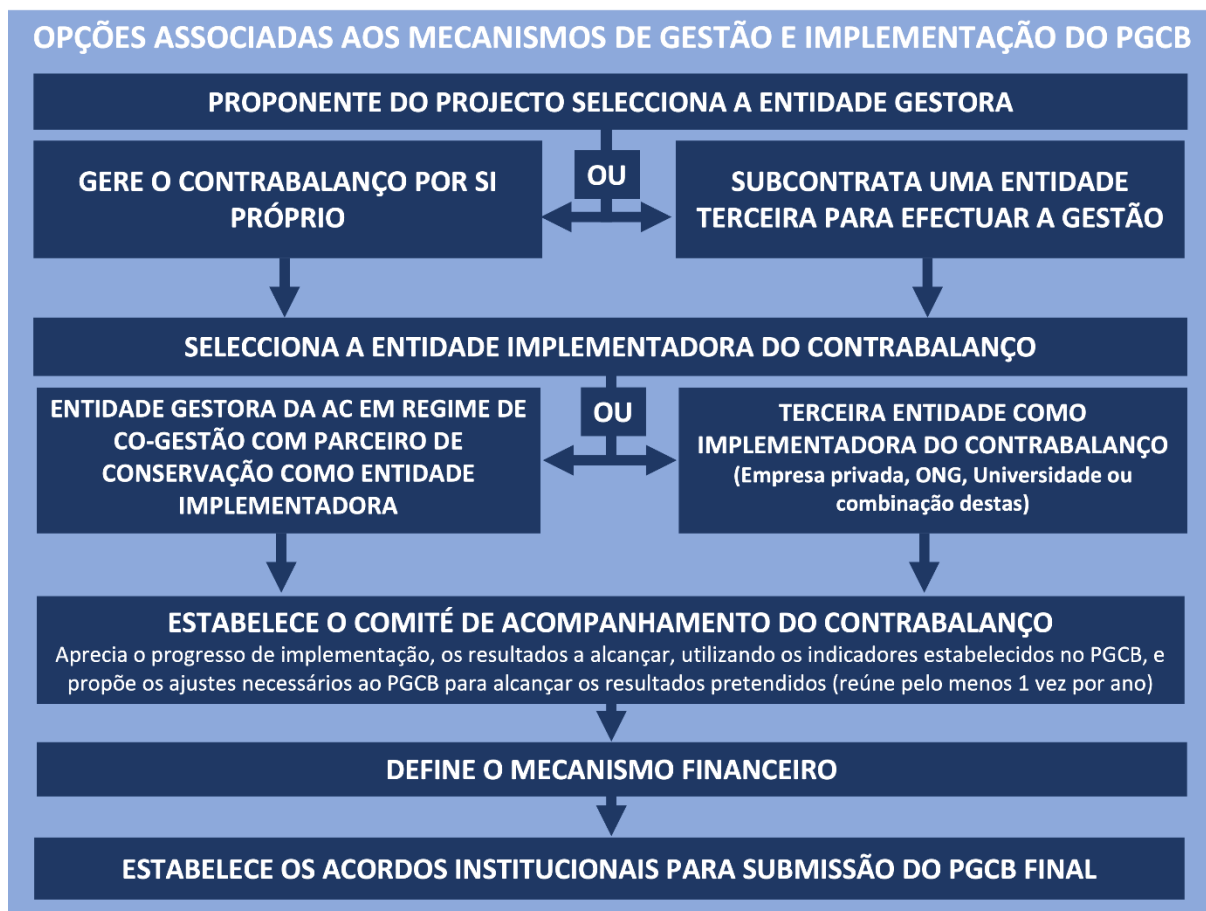 OPÇÕES ASSOCIADAS AOS MECANISMOS DE GESTÃO E IMPLEMENTAÇÃO DO PGCB
PROPONENTE DO PROJECTO SELECCIONA A ENTIDADE GESTORA
GERE O CONTRABALANÇO POR SI
PRÓPRIO
OU
SUBCONTRATA UMA ENTIDADE
TERCEIRA PARA EFECTUAR A GESTÃO
SELECCIONA A ENTIDADE IMPLEMENTADORA DO CONTRABALANÇO
ENTIDADE GESTORA DA AC EM REGIME DE
CO-GESTÃO COM PARCEIRO DE
CONSERVAÇÃO COMO ENTIDADE
IMPLEMENTADORA
OU
TERCEIRA ENTIDADE COMO
IMPLEMENTADORA DO CONTRABALANÇO
(Empresa privada, ONG, Universidade ou
combinação destas)
ESTABELECE O COMITÉ DE ACOMPANHAMENTO DO CONTRABALANÇO
Aprecia o progresso de implementação, os resultados a alcançar, utilizando os indicadores estabelecidos no PGCB, e
propõe os ajustes necessários ao PGCB para alcançar os resultados pretendidos (reúne pelo menos 1 vez por ano)
DEFINE O MECANISMO FINANCEIRO
ESTABELECE OS ACORDOS INSTITUCIONAIS PARA SUBMISSÃO DO PGCB FINAL